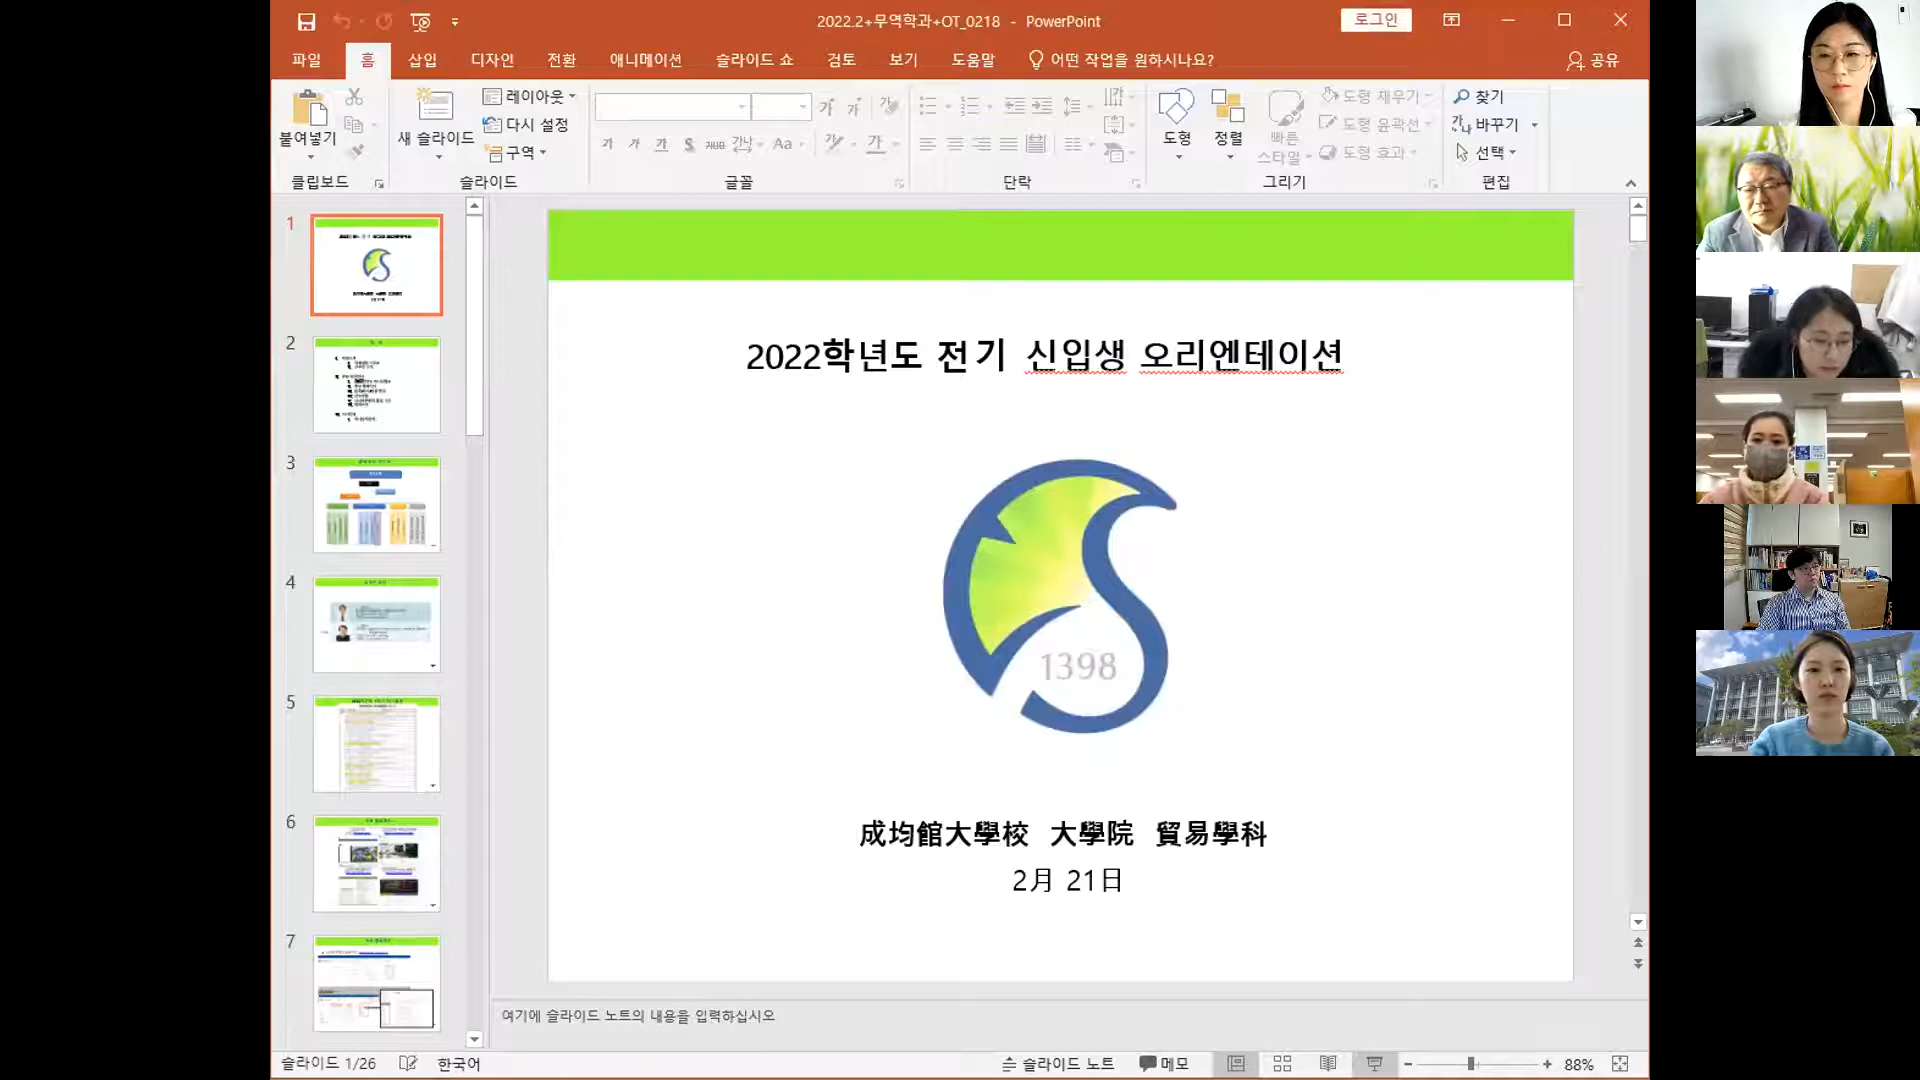 2022.2+무역학과+OT_0218 - PowerPoint
로그인
파일 홈 삽입 디자인 전환 애니메이션 슬라이드 쇼 검토 보기 도움말 어떤 작업을 원하시나요? 공유
붙여넣기
클립보드
새 슬라이드
레이아웃
다시 설정
구역
슬라이드
글꼴
단락
도형
정렬
빠른
스타일
도형 채우기
도형 윤곽선
도형 효과
그리기
찾기
바꾸기
선택
편집
1
2
3
4
5
6
7
2022학년도 전기 신입생 오리엔테이션
1398
成均館大學校 大學院 貿易學科
2月 21日
여기에 슬라이드 노트의 내용을 입력하십시오
슬라이드 1/26 한국어 슬라이드 노트 메모 88%